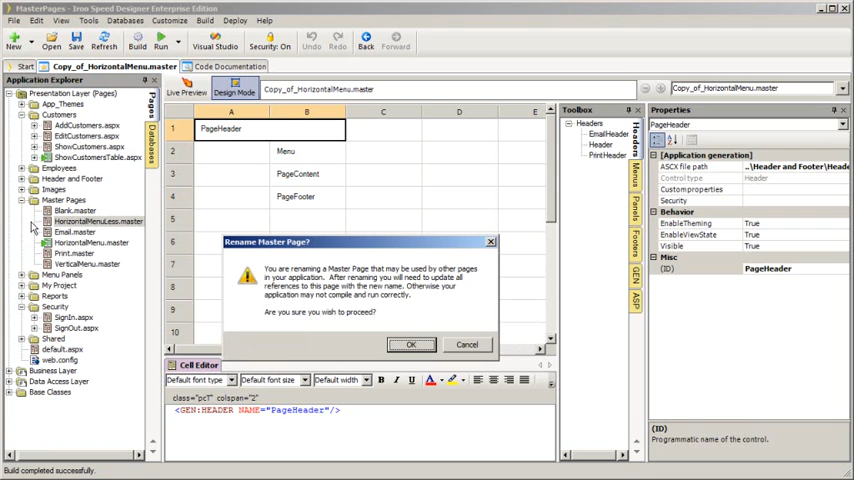 MasterPages - Iron Speed Designer Enterprise Edition
File Edit View Tools Databases Customize Build Deploy Help
New Open Save Refresh Build Run Visual Studio Security: On Undo Redo Back Forward
Start Copy_of_HorizontalMenu.master Code Documentation
Application Explorer
Presentation Layer (Pages)
App_Themes
Customers
AddCustomers.aspx
EditCustomers.aspx
ShowCustomers.aspx
ShowCustomersTable.aspx
Employees
Header and Footer
Images
Master Pages
Blank.master
HorizontalMenuLess.master
Email.master
HorizontalMenu.master
Print.master
VerticalMenu.master
Menu Panels
My Project
Reports
Security
SignIn.aspx
SignOut.aspx
Shared
default.aspx
web.config
Business Layer
Data Access Layer
Base Classes
Pages
Databases
Live Preview Design Mode Copy_of_HorizontalMenu.master
Copy_of_HorizontalMenu.master
A B C D E
1 PageHeader
2 Menu
3 PageContent
4 PageFooter
5
6
7
8
9
10
Rename Master Page?
You are renaming a Master Page that may be used by other pages
in your application. After renaming you will need to update all
references to this page with the new name. Otherwise your
application may not compile and run correctly.
Are you sure you wish to proceed?
OK Cancel
Cell Editor
Default font type Default font size Default width B I U A
class="pcT" colspan="2"
<GEN:HEADER NAME="PageHeader"/>
Toolbox
Headers
EmailHeader
Header
PrintHeader
Headers
Menus
Panels
GEN
ASP
Properties
PageHeader
[Application generation]
ASCX file path ..\Header and Footer\Heade
Control type Header
Custom properties
Security
Behavior
EnableTheming True
EnableViewState True
Visible True
Misc
(ID) PageHeader
(ID)
Programmatic name of the control.
Build completed successfully.